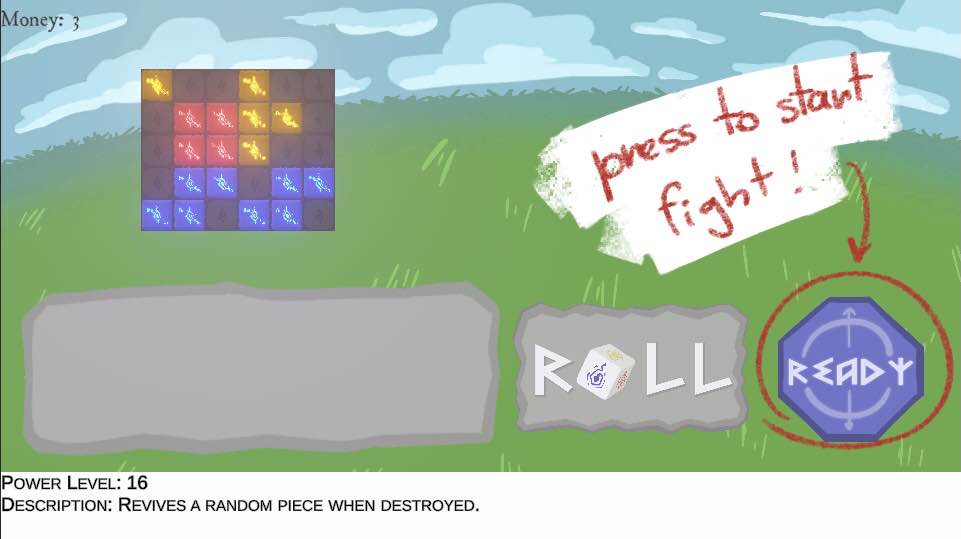 Money: 3
press to start
fight!
ROLL
READY
POWER LEVEL: 16
DESCRIPTION: REVIVES A RANDOM PIECE WHEN DESTROYED.